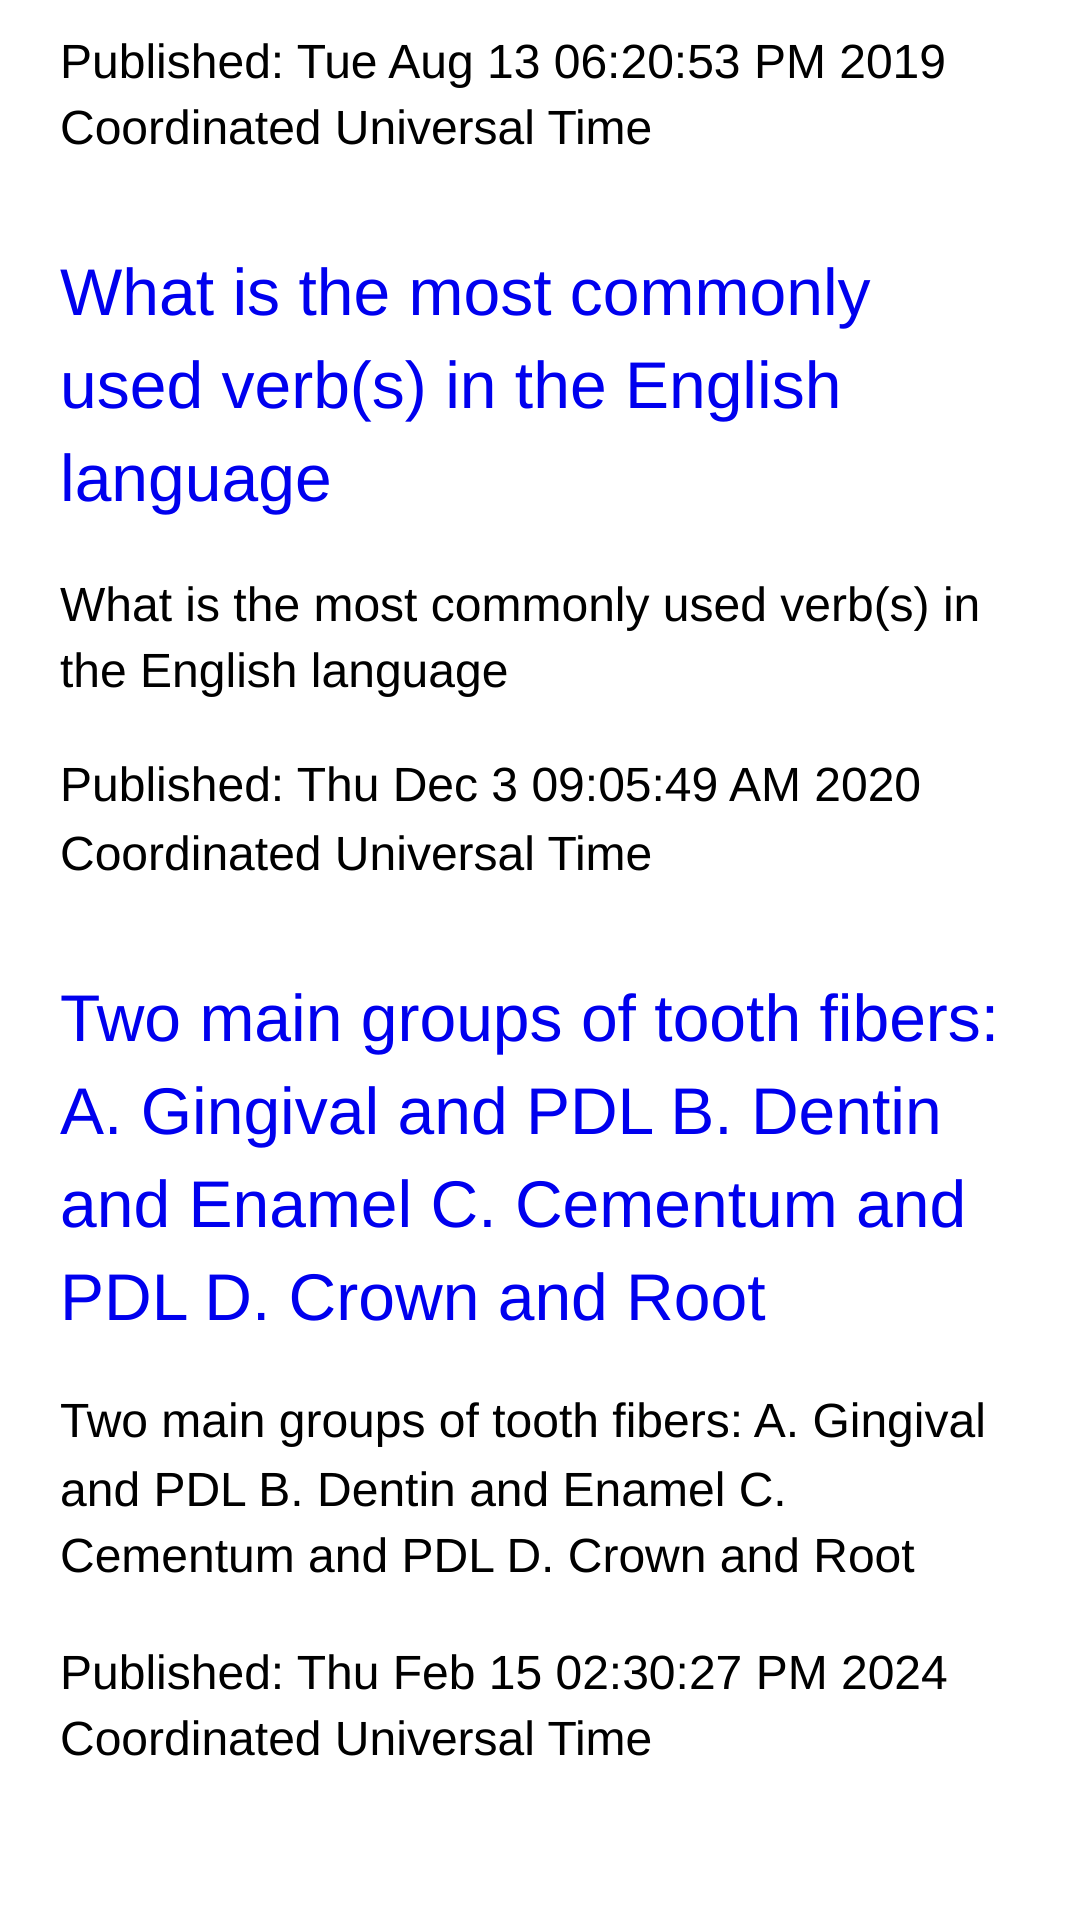 Published: Tue Aug 13 06:20:53 PM 2019
Coordinated Universal Time
What is the most commonly
used verb(s) in the English
language
What is the most commonly used verb(s) in
the English language
Published: Thu Dec 3 09:05:49 AM 2020
Coordinated Universal Time
Two main groups of tooth fibers:
A. Gingival and PDL B. Dentin
and Enamel C. Cementum and
PDL D. Crown and Root
Two main groups of tooth fibers: A. Gingival
and PDL B. Dentin and Enamel C.
Cementum and PDL D. Crown and Root
Published: Thu Feb 15 02:30:27 PM 2024
Coordinated Universal Time